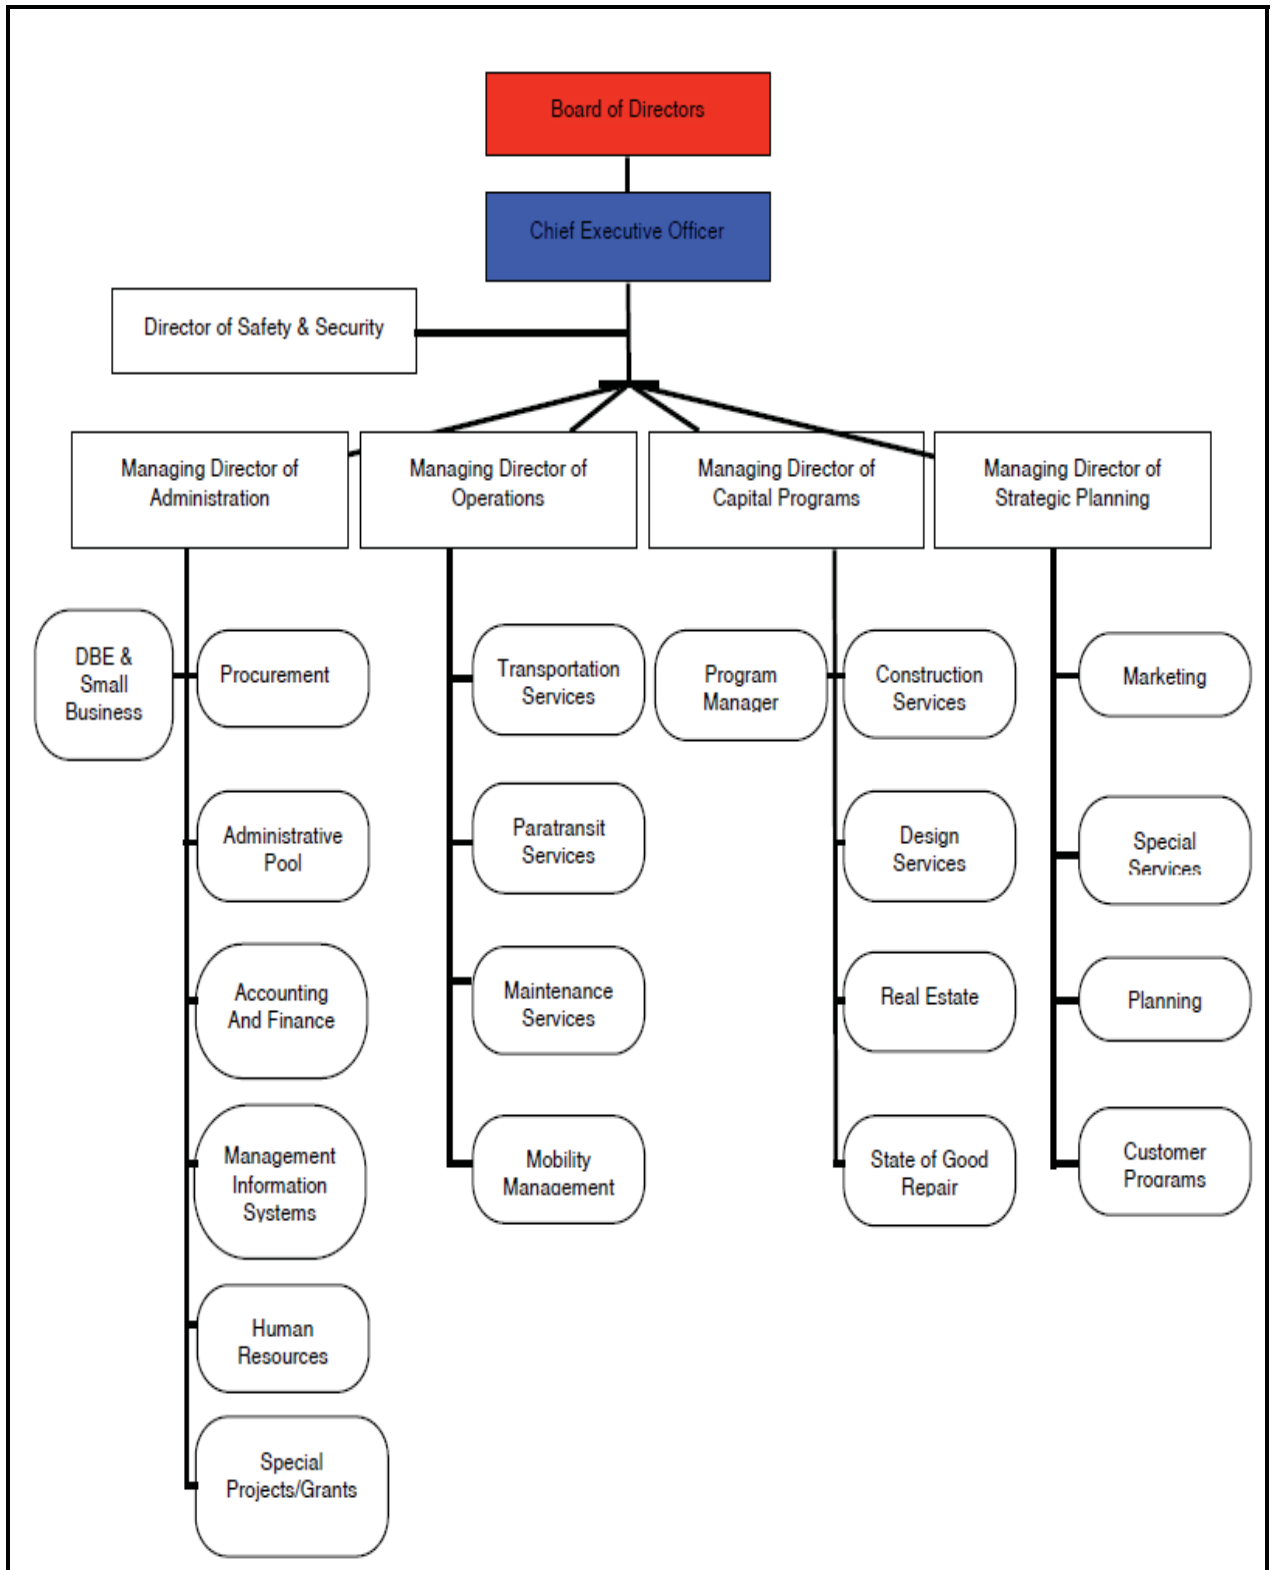 Board of Directors
Chief Executive Officer
Director of Safety & Security
Managing Director of
Administration
Managing Director of
Operations
Managing Director of
Capital Programs
Managing Director of
Strategic Planning
DBE &
Small
Business
Procurement
Administrative
Pool
Accounting
And Finance
Management
Information
Systems
Human
Resources
Special
Projects/Grants
Transportation
Services
Paratransit
Services
Maintenance
Services
Mobility
Management
Program
Manager
Construction
Services
Design
Services
Real Estate
State of Good
Repair
Marketing
Special
Services
Planning
Customer
Programs